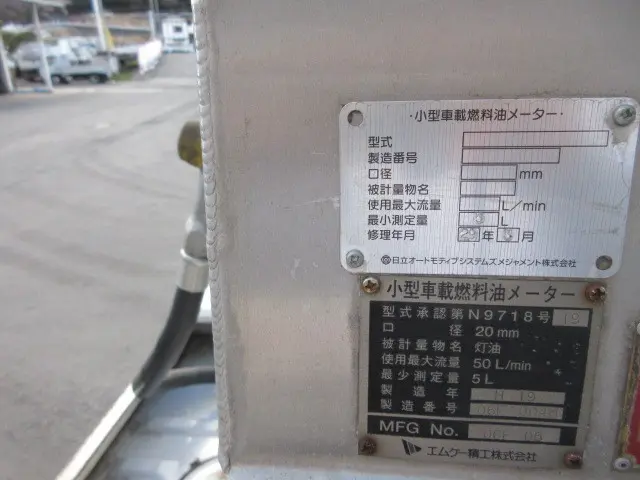 ・小型車載燃料油メーター・
型式
製造番号
口径 mm
被計量物名
使用最大流量 L/min
最小測定量 L
修理年月 年 月
日立オートモティブシステムズメジャメント株式会社
小型車載燃料油メーター
型式承認第N9718号 19
口径 20mm
被計量物名 灯油
使用最大流量 50L/min
最少測定量 5L
製造年 H 19
製造番号
MFG No.
エムケー精工株式会社